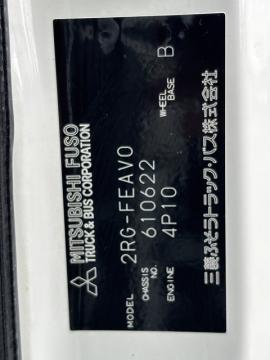 MITSUBISHI FUSO
TRUCK & BUS CORPORATION
MODEL 2RG-FEAV0
CHASSIS NO. 610622
ENGINE 4P10 WHEEL BASE B
三菱ふそうトラック・バス株式会社